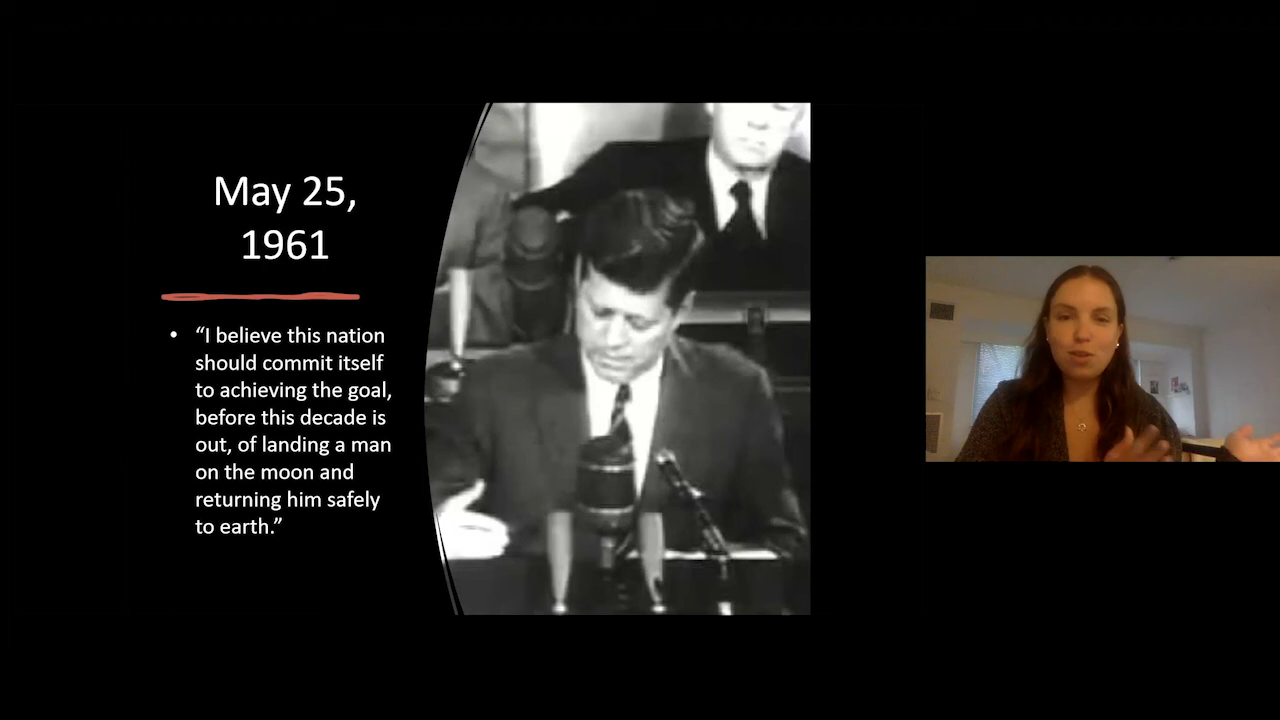 May 25,
1961
• “I believe this nation
should commit itself
to achieving the goal,
before this decade is
out, of landing a man
on the moon and
returning him safely
to earth.”